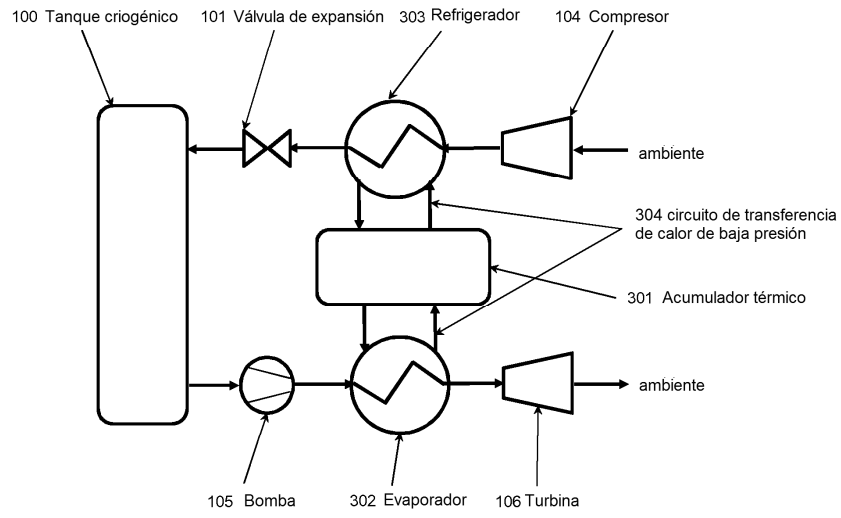 100 Tanque criogénico
101 Válvula de expansión
303 Refrigerador
104 Compresor
ambiente
304 circuito de transferencia
de calor de baja presión
301 Acumulador térmico
ambiente
105 Bomba
302 Evaporador
106 Turbina